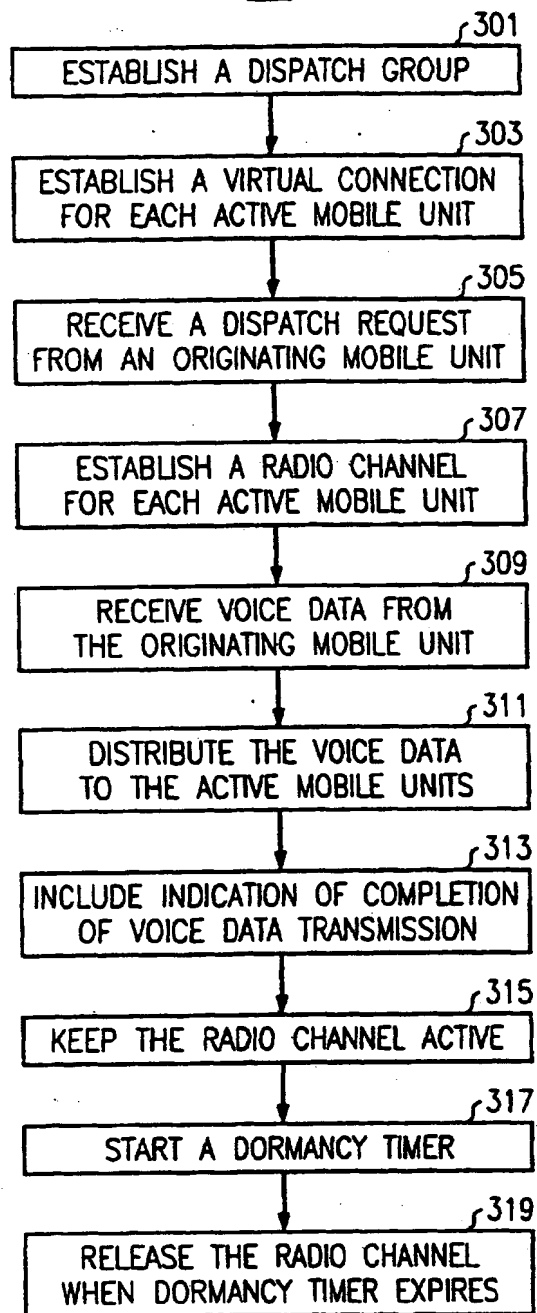 301
ESTABLISH A DISPATCH GROUP
303
ESTABLISH A VIRTUAL CONNECTION
FOR EACH ACTIVE MOBILE UNIT
305
RECEIVE A DISPATCH REQUEST
FROM AN ORIGINATING MOBILE UNIT
307
ESTABLISH A RADIO CHANNEL
FOR EACH ACTIVE MOBILE UNIT
309
RECEIVE VOICE DATA FROM
THE ORIGINATING MOBILE UNIT
311
DISTRIBUTE THE VOICE DATA
TO THE ACTIVE MOBILE UNITS
313
INCLUDE INDICATION OF COMPLETION
OF VOICE DATA TRANSMISSION
315
KEEP THE RADIO CHANNEL ACTIVE
317
START A DORMANCY TIMER
319
RELEASE THE RADIO CHANNEL
WHEN DORMANCY TIMER EXPIRES